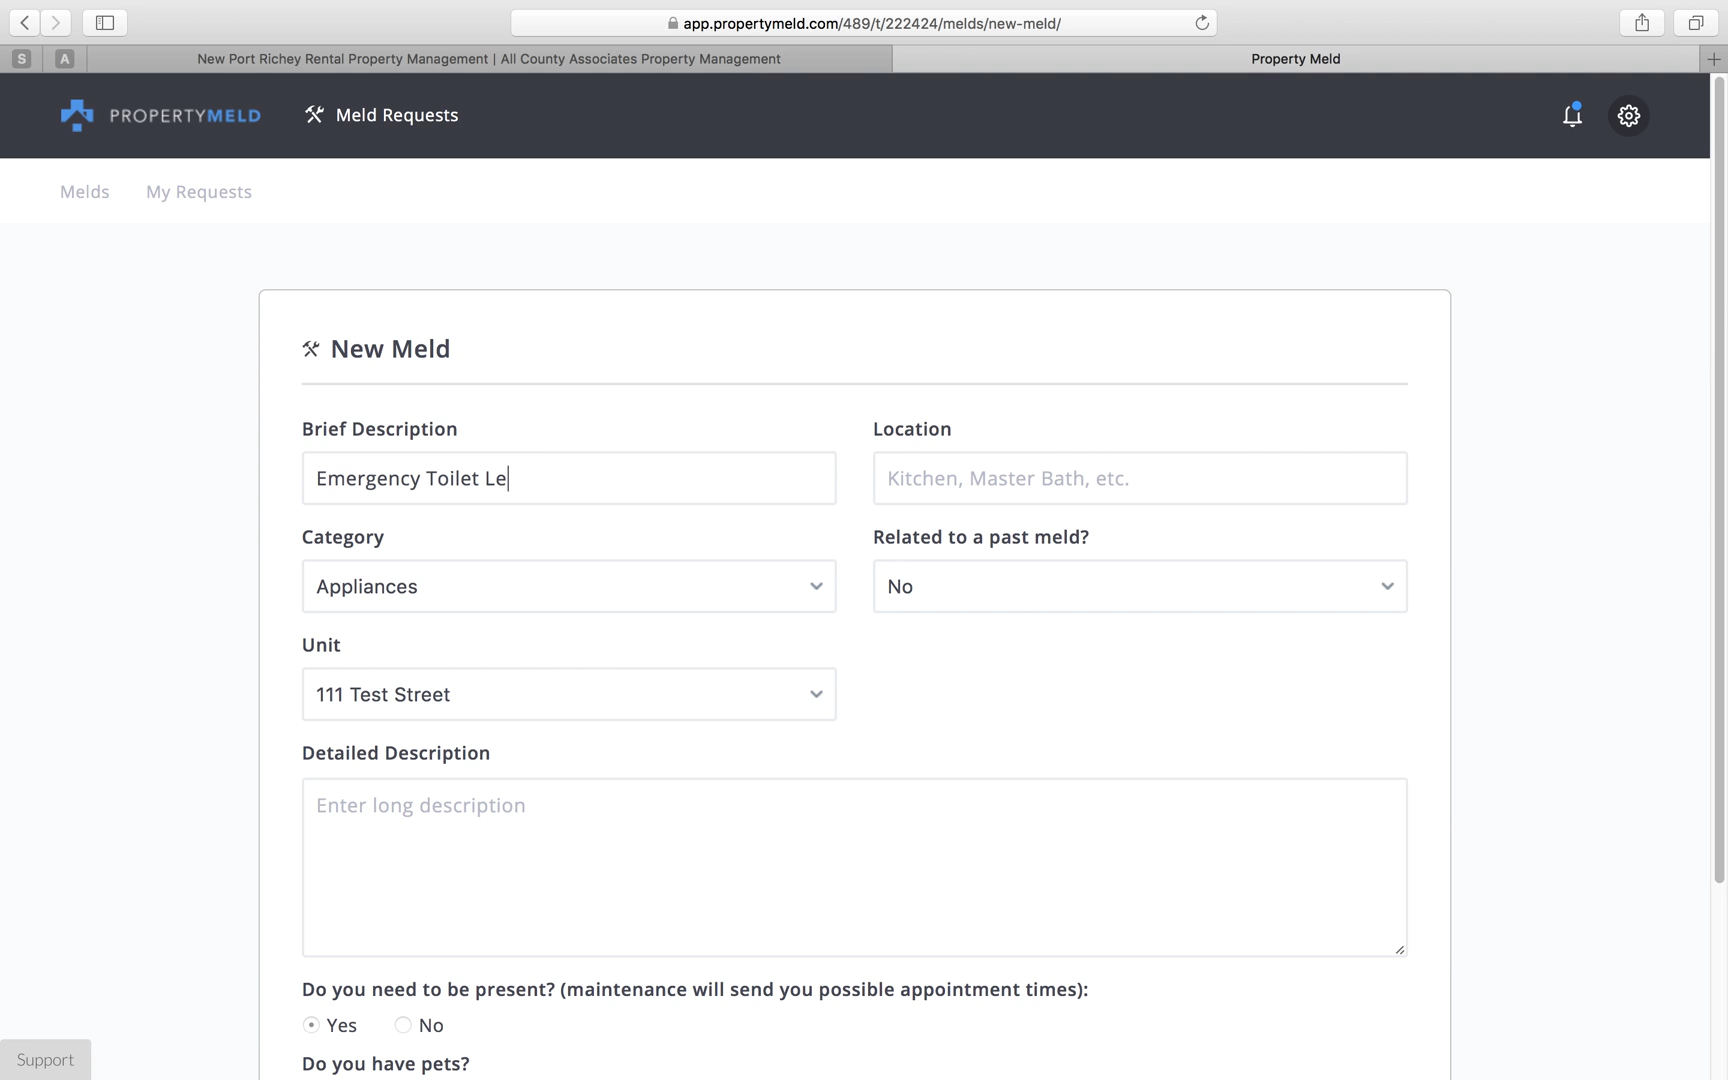 app.propertymeld.com/489/t/222424/melds/new-meld/
S
A
New Port Richey Rental Property Management | All County Associates Property Management
Property Meld
PROPERTYMELD
Meld Requests
Melds
My Requests
New Meld
Brief Description
Location
Emergency Toilet Le
Kitchen, Master Bath, etc.
Category
Related to a past meld?
Appliances
No
Unit
111 Test Street
Detailed Description
Enter long description
Do you need to be present? (maintenance will send you possible appointment times):
Yes
No
Support
Do you have pets?